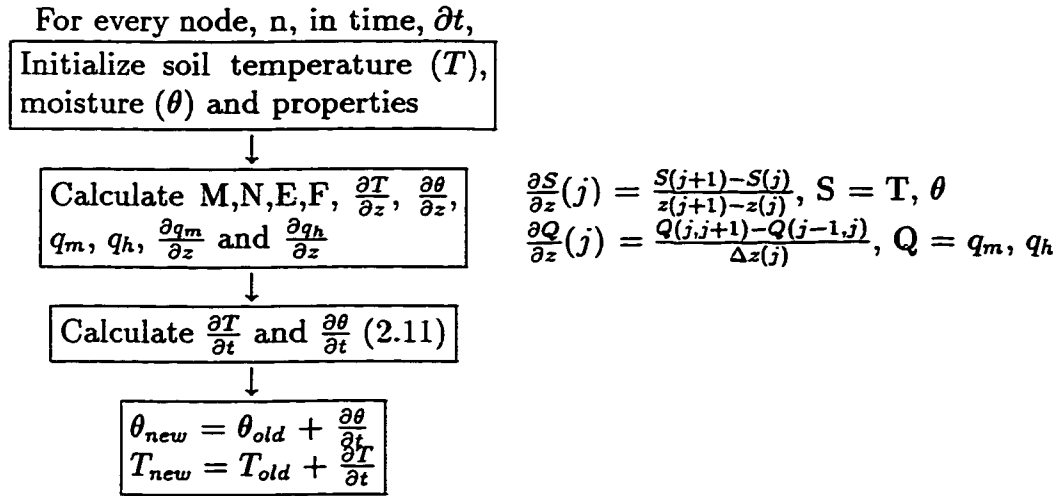 For every node, n, in time, ∂t,
Initialize soil temperature (T),
moisture (θ) and properties
↓
Calculate M,N,E,F, ∂T/∂z, ∂θ/∂z,
q_m, q_h, ∂q_m/∂z and ∂q_h/∂z
∂S/∂z(j) = S(j+1)−S(j)/z(j+1)−z(j), S = T, θ
∂Q/∂z(j) = Q(j,j+1)−Q(j−1,j)/Δz(j), Q = q_m, q_h
↓
Calculate ∂T/∂t and ∂θ/∂t (2.11)
↓
θ_new = θ_old + ∂θ/∂t
T_new = T_old + ∂T/∂t